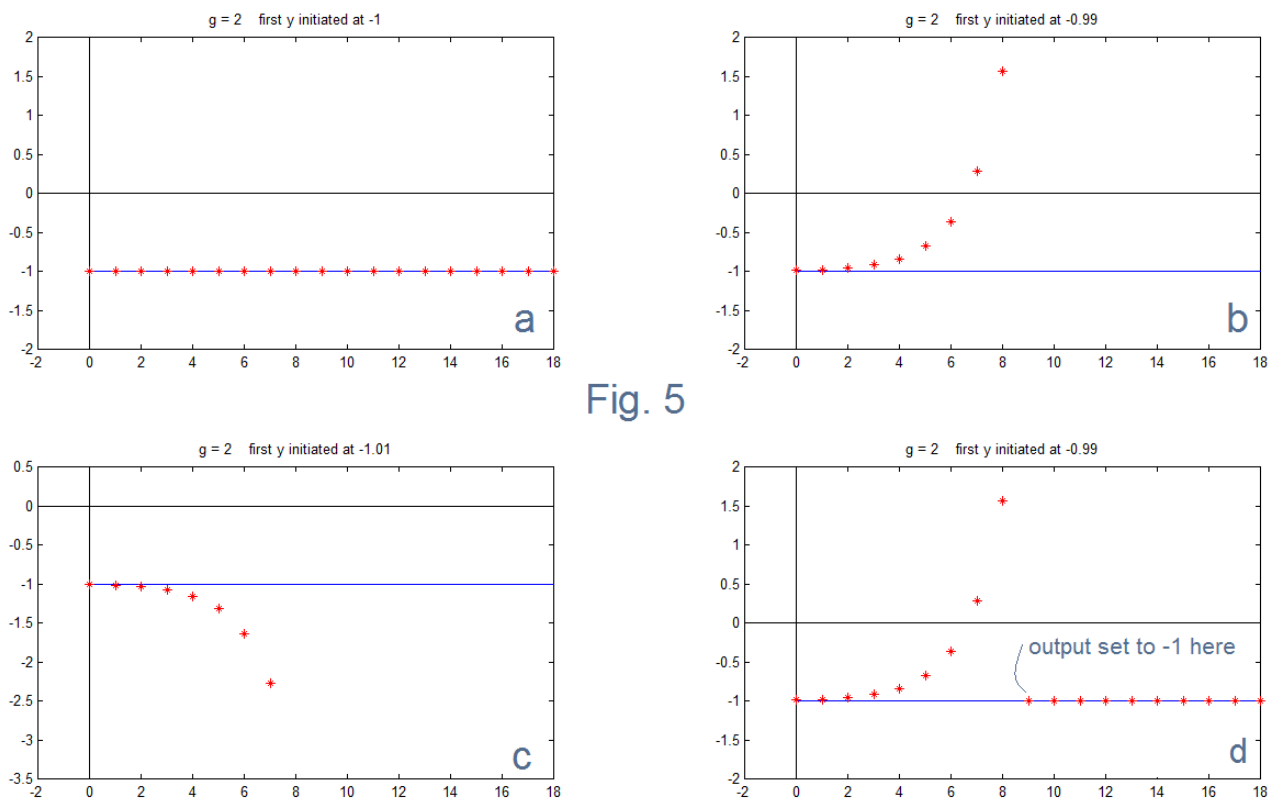 g = 2 first y initiated at -1
2
1.5
1
0.5
0
-0.5
-1
-1.5
-2
-2 0 2 4 6 8 10 12 14 16 18
a
g = 2 first y initiated at -0.99
2
1.5
1
0.5
0
-0.5
-1
-1.5
-2
-2 0 2 4 6 8 10 12 14 16 18
b
Fig. 5
g = 2 first y initiated at -1.01
0.5
0
-0.5
-1
-1.5
-2
-2.5
-3
-3.5
-2 0 2 4 6 8 10 12 14 16 18
c
g = 2 first y initiated at -0.99
2
1.5
1
0.5
0
-0.5
-1
-1.5
-2
-2 0 2 4 6 8 10 12 14 16 18
output set to -1 here
d